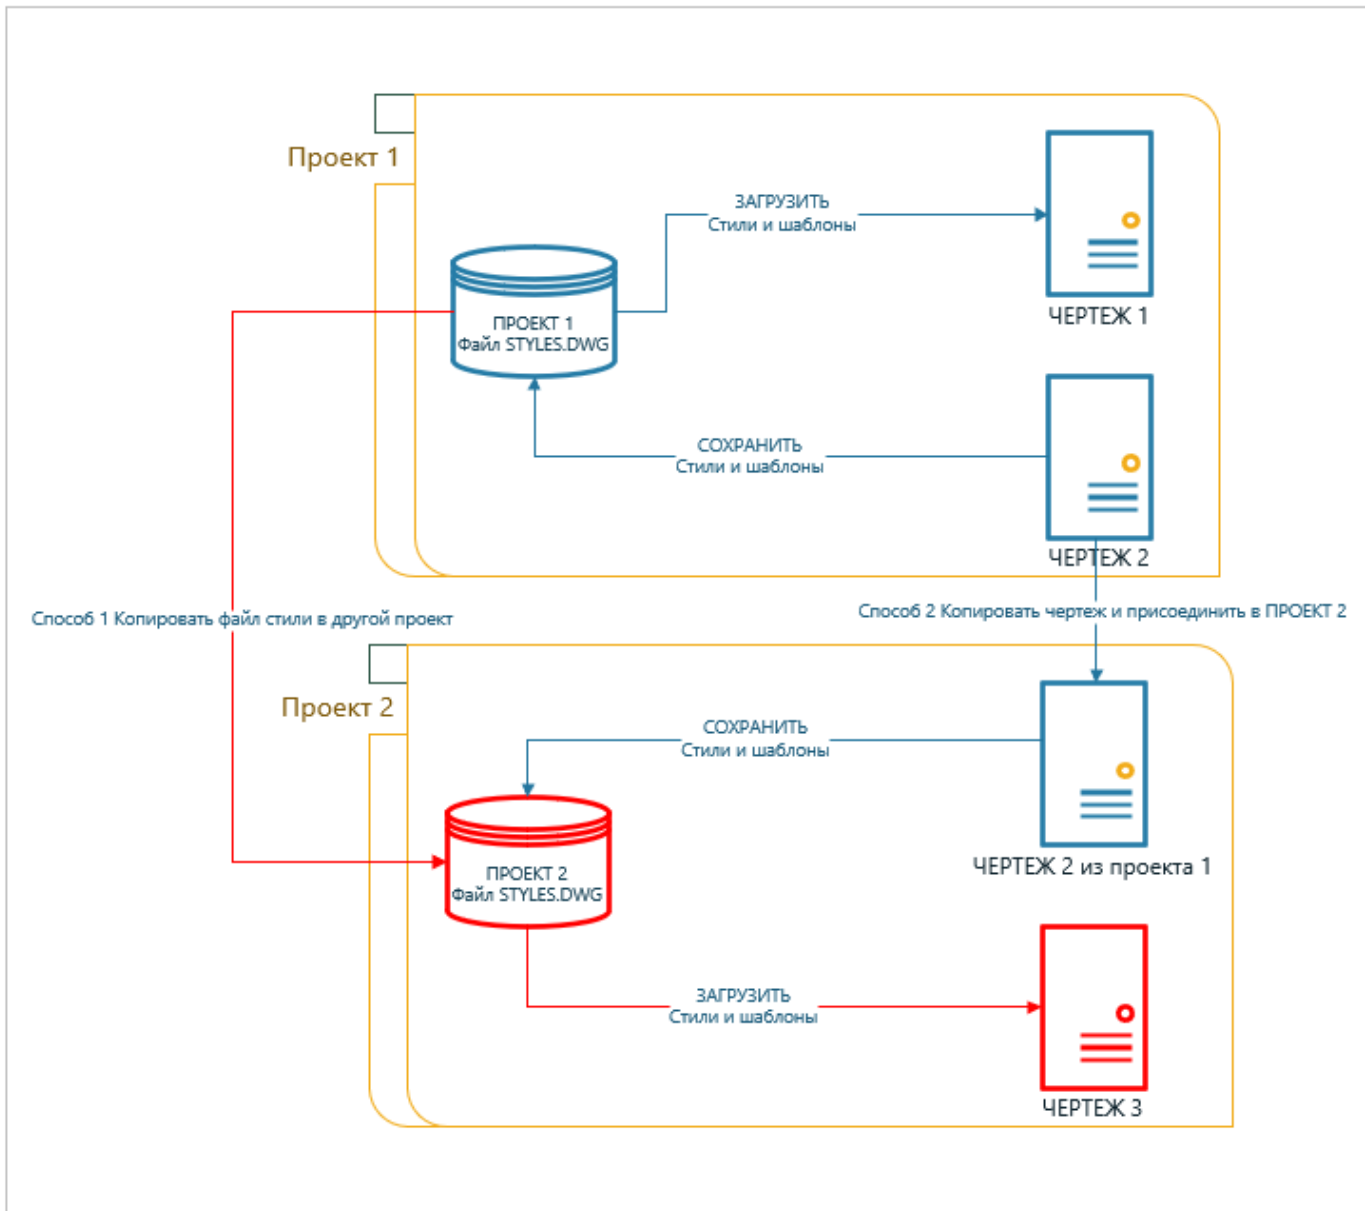 Проект 1
ЗАГРУЗИТЬ
Стили и шаблоны
ЧЕРТЕЖ 1
ПРОЕКТ 1
Файл STYLES.DWG
СОХРАНИТЬ
Стили и шаблоны
ЧЕРТЕЖ 2
Способ 1 Копировать файл стили в другой проект
Способ 2 Копировать чертеж и присоединить в ПРОЕКТ 2
Проект 2
СОХРАНИТЬ
Стили и шаблоны
ЧЕРТЕЖ 2 из проекта 1
ПРОЕКТ 2
Файл STYLES.DWG
ЗАГРУЗИТЬ
Стили и шаблоны
ЧЕРТЕЖ 3